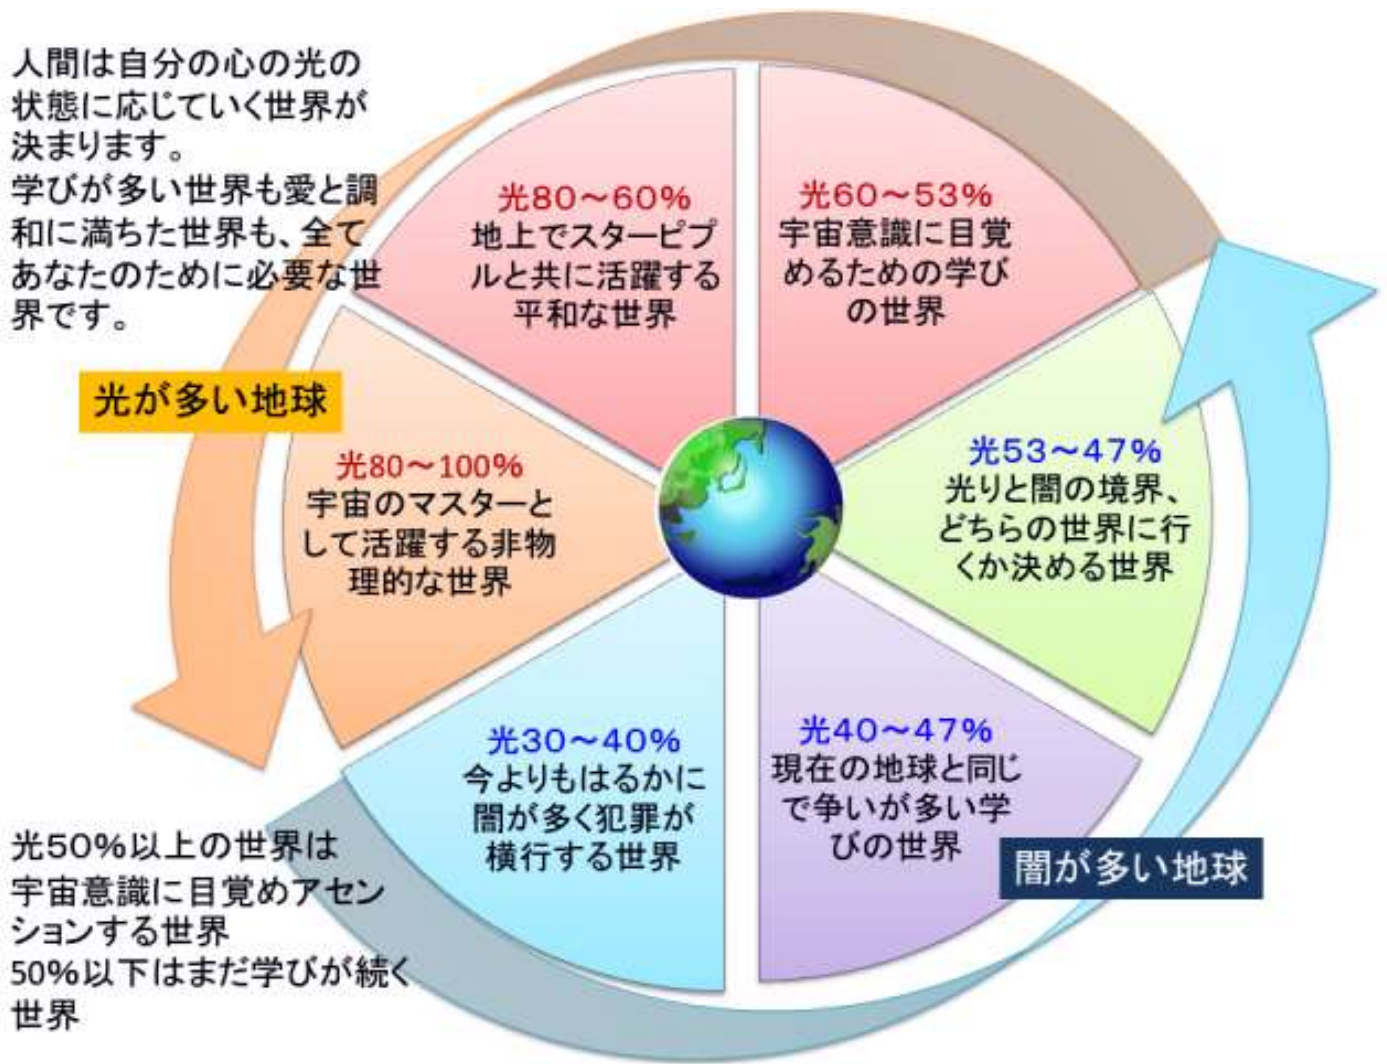 人間は自分の心の光の
状態に応じていく世界が
決まります。
学びが多い世界も愛と調
和に満ちた世界も、全て
あなたのために必要な世
界です。
光80～60%
地上でスターピプ
ルと共に活躍する
平和な世界
光60～53%
宇宙意識に目覚
めるための学び
の世界
光が多い地球
光80～100%
宇宙のマスターと
して活躍する非物
理的な世界
光53～47%
光りと闇の境界、
どちらの世界に行
くか決める世界
光30～40%
今よりもはるかに
闇が多く犯罪が
横行する世界
光40～47%
現在の地球と同じ
で争いが多い学
びの世界
闇が多い地球
光50%以上の世界は
宇宙意識に目覚めアセン
ションする世界
50%以下はまだ学びが続く
世界